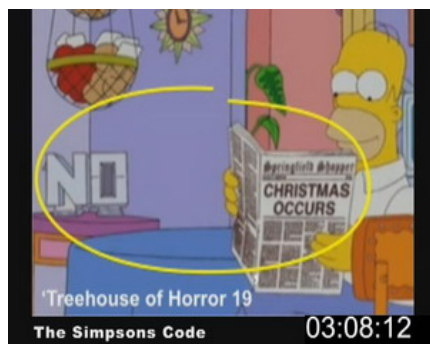 NO
Springfield Shopper
CHRISTMAS
OCCURS
'Treehouse of Horror 19
The Simpsons Code
03:08:12